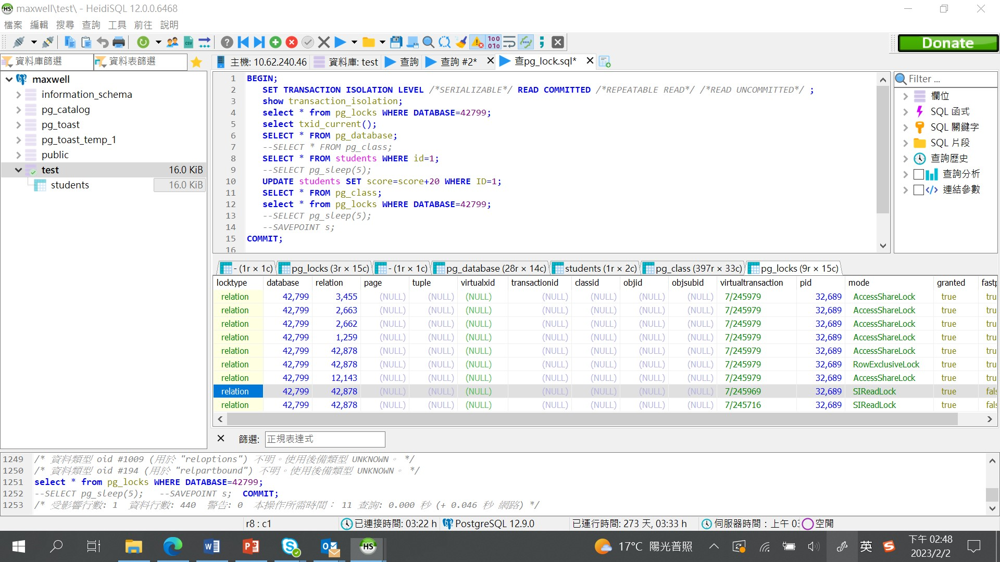 maxwell\test\ - HeidiSQL 12.0.0.6468
檔案 編輯 搜尋 查詢 工具 前往 說明
Donate
資料庫篩選 資料表篩選
主機: 10.62.240.46 資料庫: test 查詢 查詢 #2* 查pg_lock.sql*
maxwell
information_schema
pg_catalog
pg_toast
pg_toast_temp_1
public
test 16.0 KiB
students 16.0 KiB
1 BEGIN;
2 SET TRANSACTION ISOLATION LEVEL /*SERIALIZABLE*/ READ COMMITTED /*REPEATABLE READ*/ /*READ UNCOMMITTED*/ ;
3 show transaction_isolation;
4 select * from pg_locks WHERE DATABASE=42799;
5 select txid_current();
6 SELECT * FROM pg_database;
7 --SELECT * FROM pg_class;
8 SELECT * FROM students WHERE id=1;
9 --SELECT pg_sleep(5);
10 UPDATE students SET score=score+20 WHERE ID=1;
11 SELECT * FROM pg_class;
12 select * from pg_locks WHERE DATABASE=42799;
13 --SELECT pg_sleep(5);
14 --SAVEPOINT s;
15 COMMIT;
16
Filter ...
欄位
SQL 函式
SQL 關鍵字
SQL 片段
查詢歷史
查詢分析
連結參數
- (1r × 1c) pg_locks (3r × 15c) - (1r × 1c) pg_database (28r × 14c) students (1r × 2c) pg_class (397r × 33c) pg_locks (9r × 15c)
locktype database relation page tuple virtualxid transactionid classid objid objsubid virtualtransaction pid mode granted fastp
relation 42,799 3,455 (NULL) (NULL) (NULL) (NULL) (NULL) (NULL) (NULL) 7/245979 32,689 AccessShareLock true tru
relation 42,799 2,663 (NULL) (NULL) (NULL) (NULL) (NULL) (NULL) (NULL) 7/245979 32,689 AccessShareLock true tru
relation 42,799 2,662 (NULL) (NULL) (NULL) (NULL) (NULL) (NULL) (NULL) 7/245979 32,689 AccessShareLock true tru
relation 42,799 1,259 (NULL) (NULL) (NULL) (NULL) (NULL) (NULL) (NULL) 7/245979 32,689 AccessShareLock true tru
relation 42,799 42,878 (NULL) (NULL) (NULL) (NULL) (NULL) (NULL) (NULL) 7/245979 32,689 AccessShareLock true tru
relation 42,799 42,878 (NULL) (NULL) (NULL) (NULL) (NULL) (NULL) (NULL) 7/245979 32,689 RowExclusiveLock true tru
relation 42,799 12,143 (NULL) (NULL) (NULL) (NULL) (NULL) (NULL) (NULL) 7/245979 32,689 AccessShareLock true tru
relation 42,799 42,878 (NULL) (NULL) (NULL) (NULL) (NULL) (NULL) (NULL) 7/245969 32,689 SIReadLock true fals
relation 42,799 42,878 (NULL) (NULL) (NULL) (NULL) (NULL) (NULL) (NULL) 7/245716 32,689 SIReadLock true fals
篩選: 正規表達式
1249 /* 資料類型 oid #1009 (用於 "reloptions") 不明。使用後備類型 UNKNOWN。 */
1250 /* 資料類型 oid #194 (用於 "relpartbound") 不明。使用後備類型 UNKNOWN。 */
1251 select * from pg_locks WHERE DATABASE=42799;
1252 --SELECT pg_sleep(5); --SAVEPOINT s; COMMIT;
1253 /* 受影響行數: 1 資料行數: 440 警告: 0 本操作所需時間： 11 查詢: 0.000 秒 (+ 0.046 秒 網路) */
r8 : c1 已連接時間: 03:22 h PostgreSQL 12.9.0 已運行時間: 273 天, 03:33 h 伺服器時間：上午 03 空閒
17°C 陽光普照 英 下午 02:48
2023/2/2